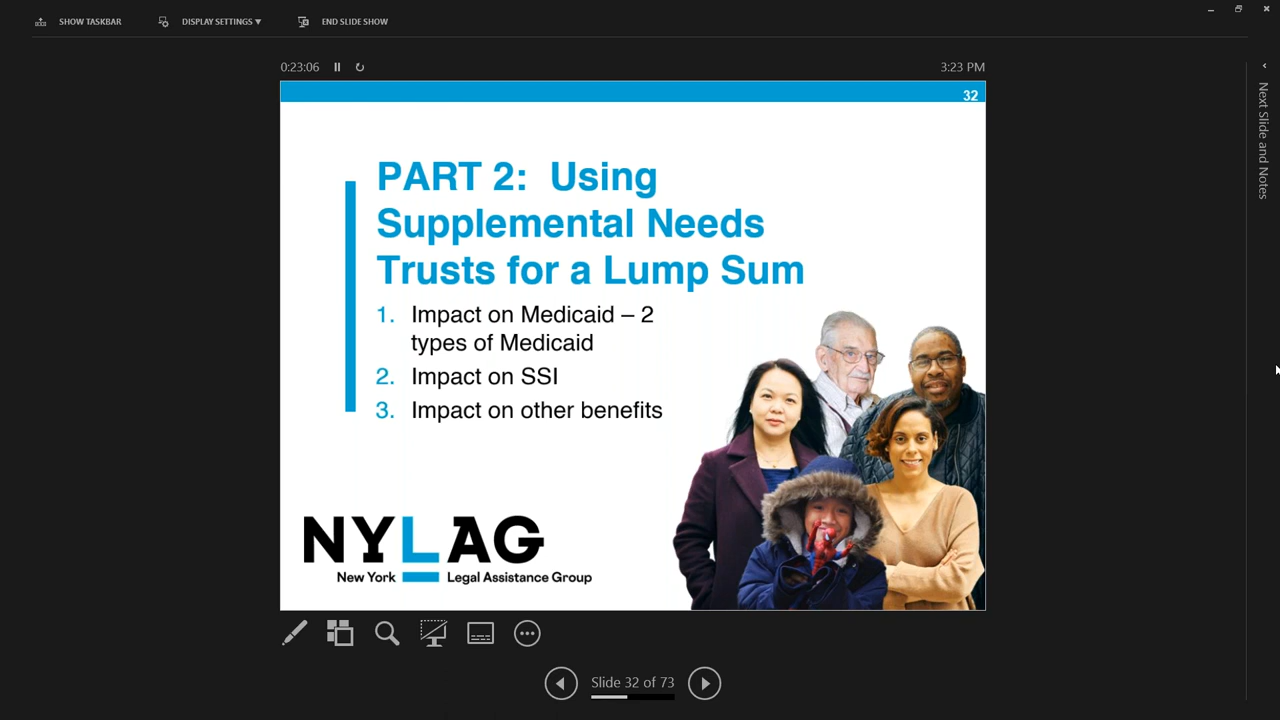 SHOW TASKBAR
DISPLAY SETTINGS ▼
END SLIDE SHOW
0:23:06
3:23 PM
32
PART 2: Using
Supplemental Needs
Trusts for a Lump Sum
1. Impact on Medicaid – 2
types of Medicaid
2. Impact on SSI
3. Impact on other benefits
NYLAG
New York Legal Assistance Group
Slide 32 of 73
Next Slide and Notes